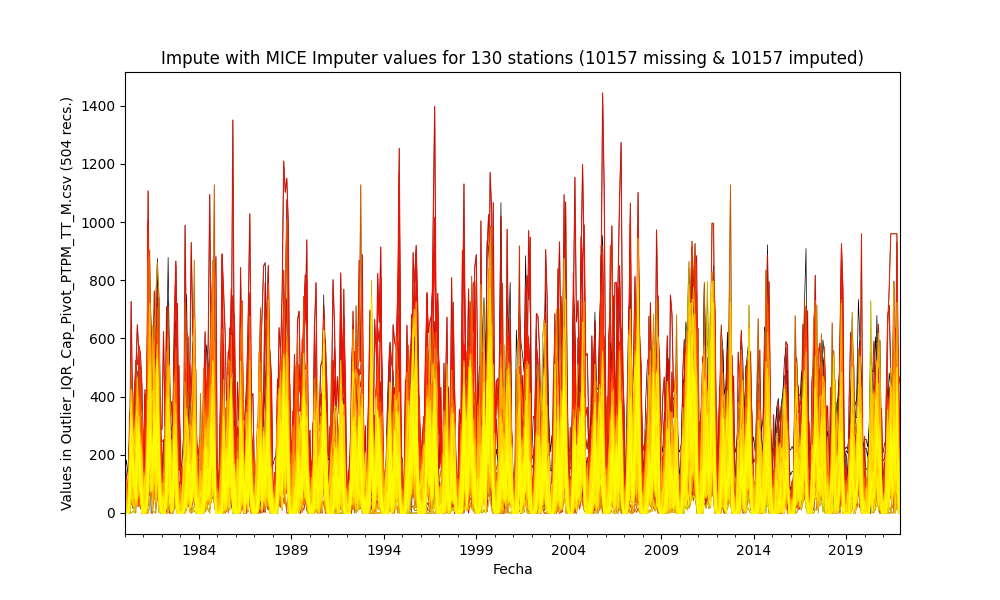 Impute with MICE Imputer values for 130 stations (10157 missing & 10157 imputed)
Values in Outlier_IQR_Cap_Pivot_PTPM_TT_M.csv (504 recs.)
1400
1200
1000
800
600
400
200
0
1984 1989 1994 1999 2004 2009 2014 2019
Fecha